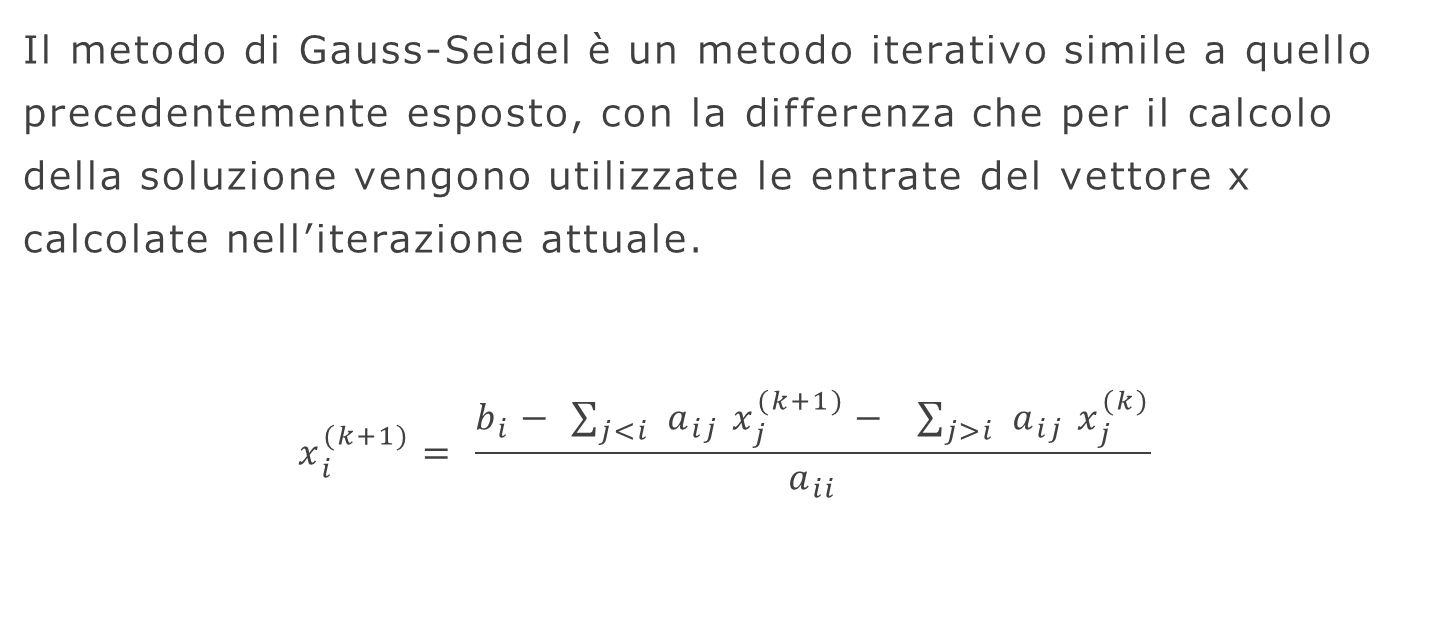 Il metodo di Gauss-Seidel è un metodo iterativo simile a quello
precedentemente esposto, con la differenza che per il calcolo
della soluzione vengono utilizzate le entrate del vettore x
calcolate nell’iterazione attuale.
x_i^{(k+1)} = \frac{b_i - \sum_{j<i} a_{ij} x_j^{(k+1)} - \sum_{j>i} a_{ij} x_j^{(k)}}{a_{ii}}